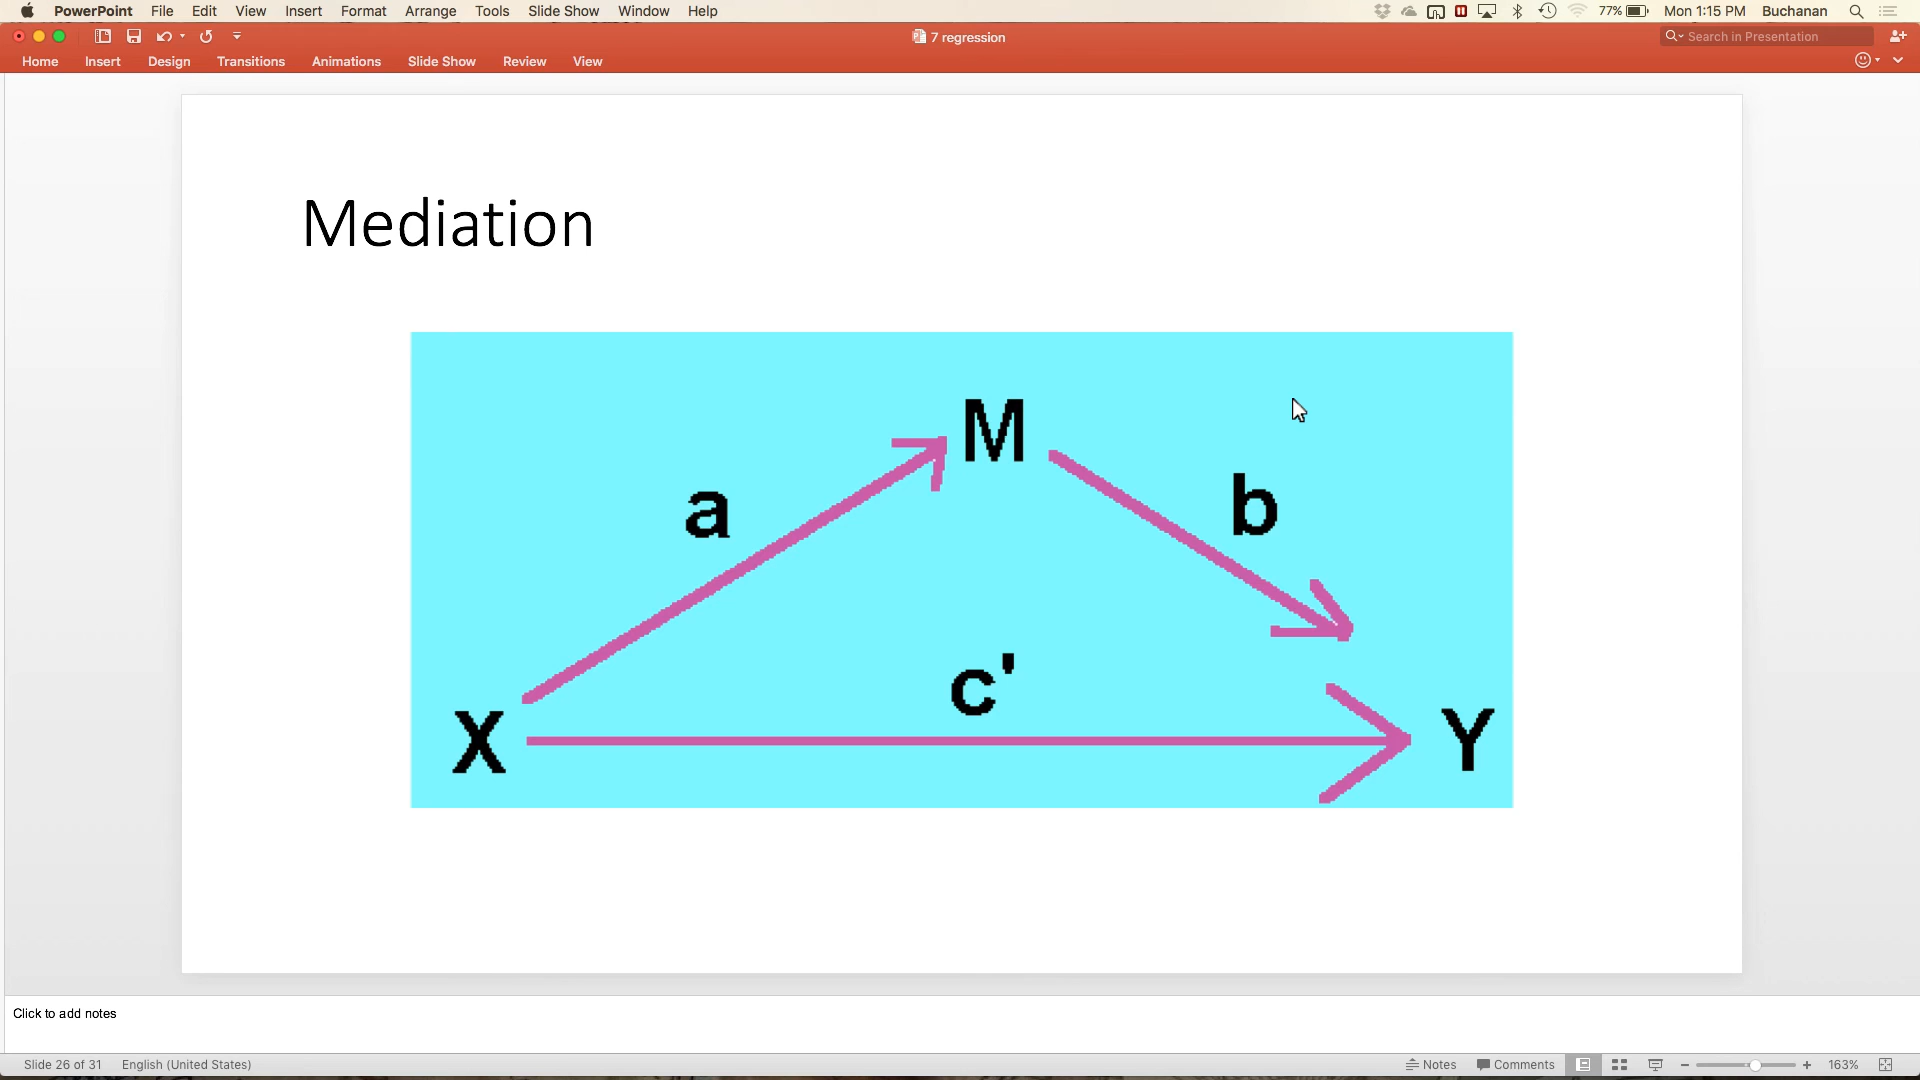 PowerPoint File Edit View Insert Format Arrange Tools Slide Show Window Help 77% Mon 1:15 PM Buchanan
7 regression Search in Presentation
Home Insert Design Transitions Animations Slide Show Review View
Mediation
M
a
b
c'
X
Y
Click to add notes
Slide 26 of 31 English (United States) Notes Comments 163%